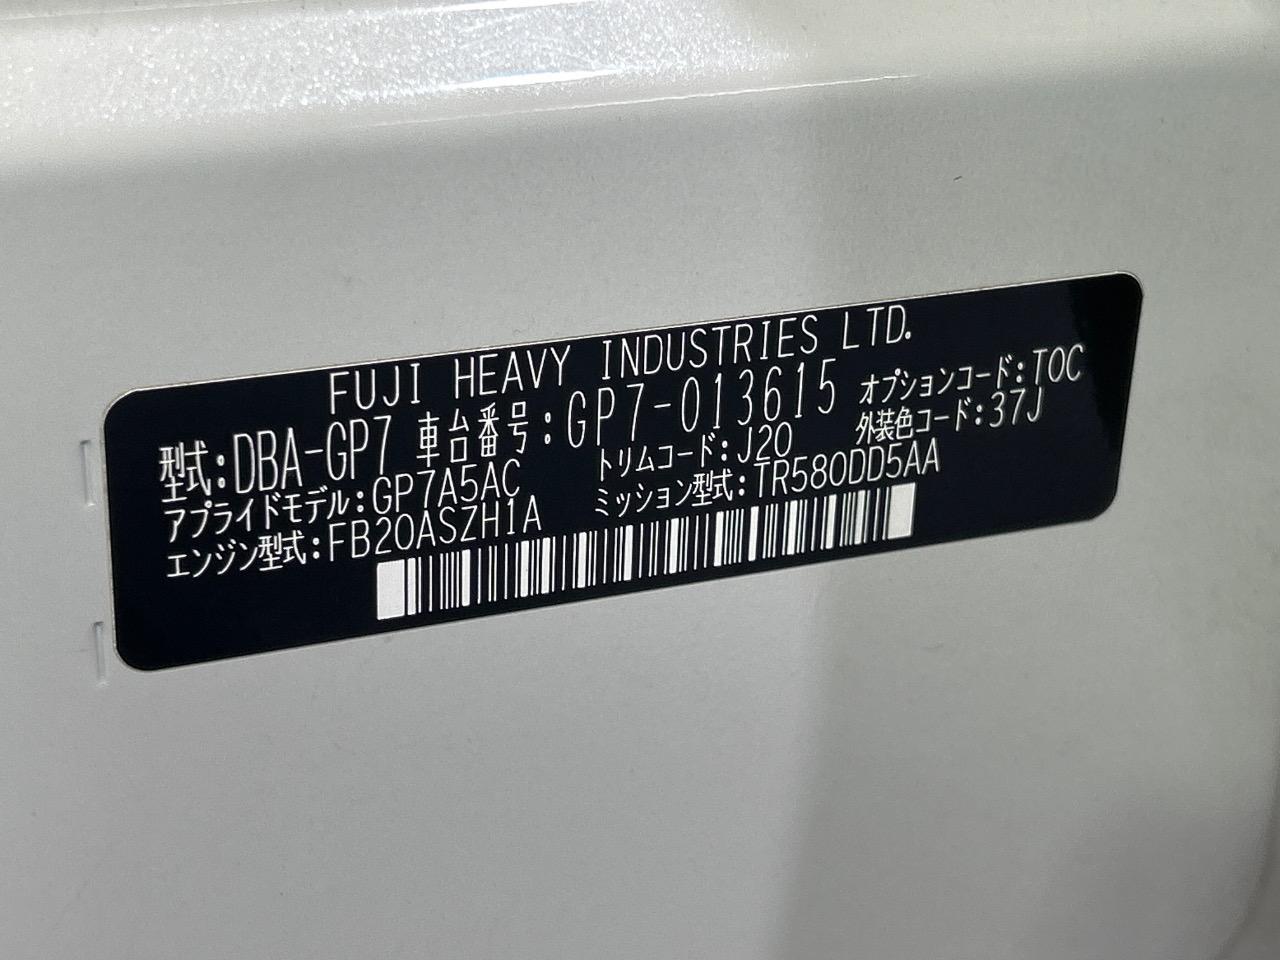 FUJI HEAVY INDUSTRIES LTD.
型式:DBA-GP7 車台番号:GP7-013615 オプションコード:TOC
アプライドモデル:GP7A5AC トリムコード:J20 外装色コード:37J
エンジン型式:FB20ASZH1A ミッション型式:TR580DD5AA